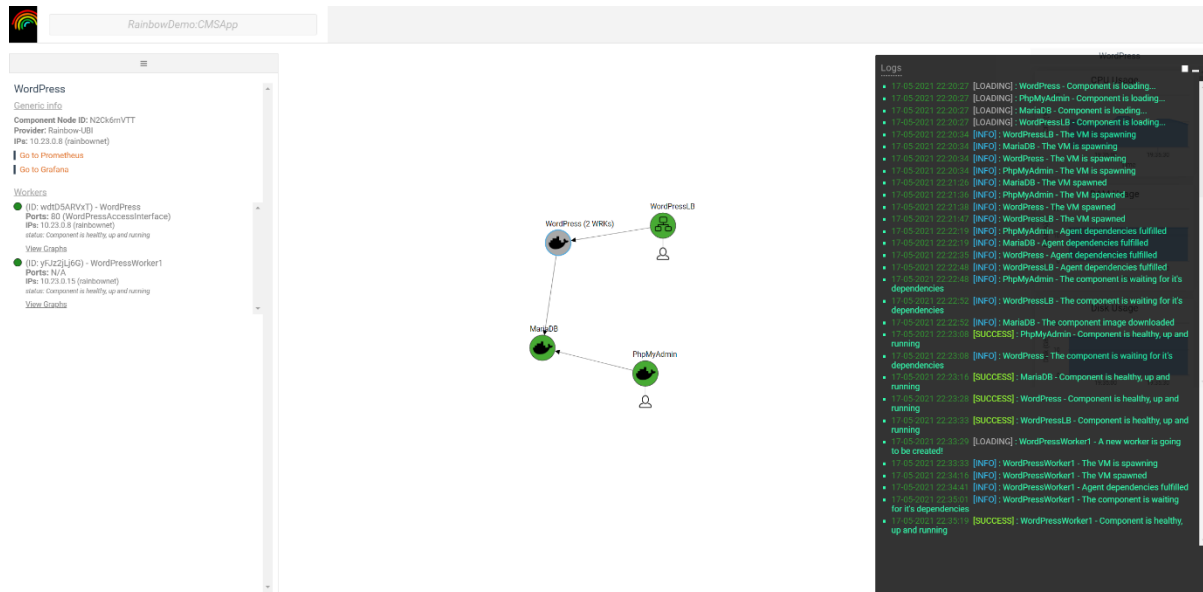 RainbowDemo:CMSApp
≡
WordPress
Generic info
Component Node ID: N2Ck6mVTT
Provider: Rainbow-UBI
IPs: 10.23.0.8 (rainbownet)
Go to Prometheus
Go to Grafana
Workers
(ID: wdtD5ARVxT) - WordPress
Ports: 80 (WordPressAccessInterface)
IPs: 10.23.0.8 (rainbownet)
status: Component is healthy, up and running
View Graphs
(ID: yFJz2jLj6G) - WordPressWorker1
Ports: N/A
IPs: 10.23.0.15 (rainbownet)
status: Component is healthy, up and running
View Graphs
WordPressLB
WordPress (2 WRKs)
MariaDB
PhpMyAdmin
WordPress
Logs
CPU Usage
17-05-2021 22:20:27 [LOADING] : WordPress - Component is loading...
17-05-2021 22:20:27 [LOADING] : PhpMyAdmin - Component is loading...
17-05-2021 22:20:27 [LOADING] : MariaDB - Component is loading...
17-05-2021 22:20:27 [LOADING] : WordPressLB - Component is loading...
17-05-2021 22:20:34 [INFO] : WordPressLB - The VM is spawning
17-05-2021 22:20:34 [INFO] : MariaDB - The VM is spawning
17-05-2021 22:20:34 [INFO] : WordPress - The VM is spawning
17-05-2021 22:20:34 [INFO] : PhpMyAdmin - The VM is spawning
17-05-2021 22:21:26 [INFO] : MariaDB - The VM spawned
17-05-2021 22:21:36 [INFO] : PhpMyAdmin - The VM spawned
17-05-2021 22:21:38 [INFO] : WordPress - The VM spawned
17-05-2021 22:21:47 [INFO] : WordPressLB - The VM spawned
17-05-2021 22:22:19 [INFO] : PhpMyAdmin - Agent dependencies fulfilled
17-05-2021 22:22:19 [INFO] : MariaDB - Agent dependencies fulfilled
17-05-2021 22:22:35 [INFO] : WordPress - Agent dependencies fulfilled
17-05-2021 22:22:48 [INFO] : WordPressLB - Agent dependencies fulfilled
17-05-2021 22:22:48 [INFO] : PhpMyAdmin - The component is waiting for it's
dependencies
17-05-2021 22:22:52 [INFO] : WordPressLB - The component is waiting for it's
dependencies
Disk Usage
17-05-2021 22:22:52 [INFO] : MariaDB - The component image downloaded
17-05-2021 22:23:08 [SUCCESS] : PhpMyAdmin - Component is healthy, up and
running
17-05-2021 22:23:08 [INFO] : WordPress - The component is waiting for it's
dependencies
17-05-2021 22:23:16 [SUCCESS] : MariaDB - Component is healthy, up and
running
17-05-2021 22:23:28 [SUCCESS] : WordPress - Component is healthy, up and
running
17-05-2021 22:23:33 [SUCCESS] : WordPressLB - Component is healthy, up and
running
17-05-2021 22:33:29 [LOADING] : WordPressWorker1 - A new worker is going
to be created!
17-05-2021 22:33:33 [INFO] : WordPressWorker1 - The VM is spawning
17-05-2021 22:34:16 [INFO] : WordPressWorker1 - The VM spawned
17-05-2021 22:34:41 [INFO] : WordPressWorker1 - Agent dependencies fulfilled
17-05-2021 22:35:01 [INFO] : WordPressWorker1 - The component is waiting
for it's dependencies
17-05-2021 22:35:19 [SUCCESS] : WordPressWorker1 - Component is healthy,
up and running